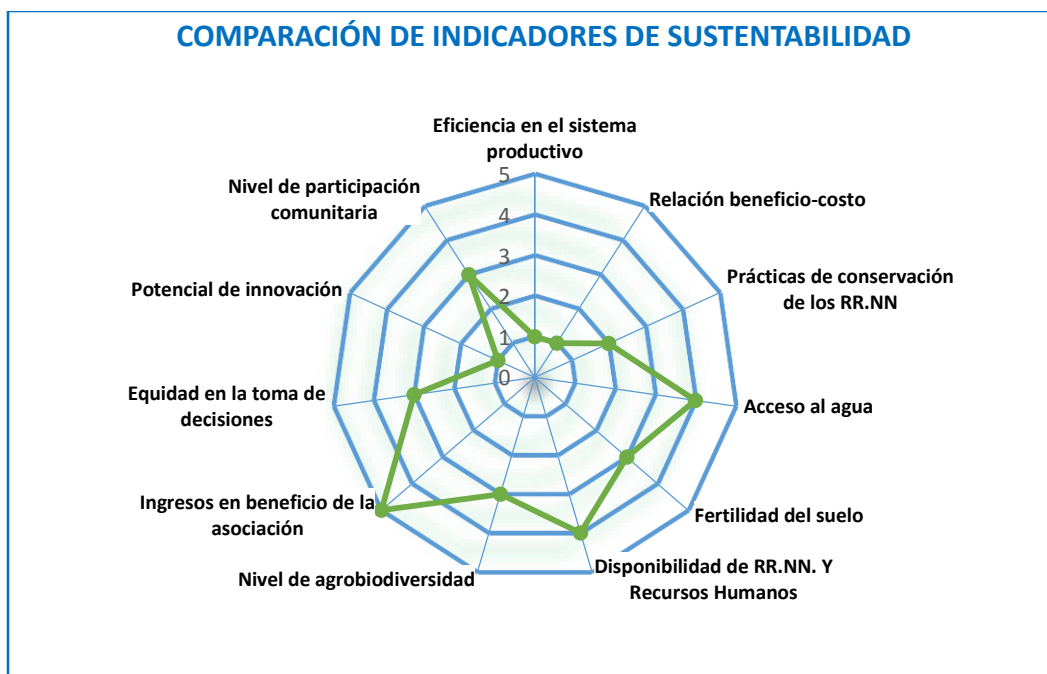 COMPARACIÓN DE INDICADORES DE SUSTENTABILIDAD
Eficiencia en el sistema
productivo
Relación beneficio-costo
Prácticas de conservación
de los RR.NN
Acceso al agua
Fertilidad del suelo
Disponibilidad de RR.NN. Y
Recursos Humanos
Nivel de agrobiodiversidad
Ingresos en beneficio de la
asociación
Equidad en la toma de
decisiones
Potencial de innovación
Nivel de participación
comunitaria
5
4
3
2
1
0